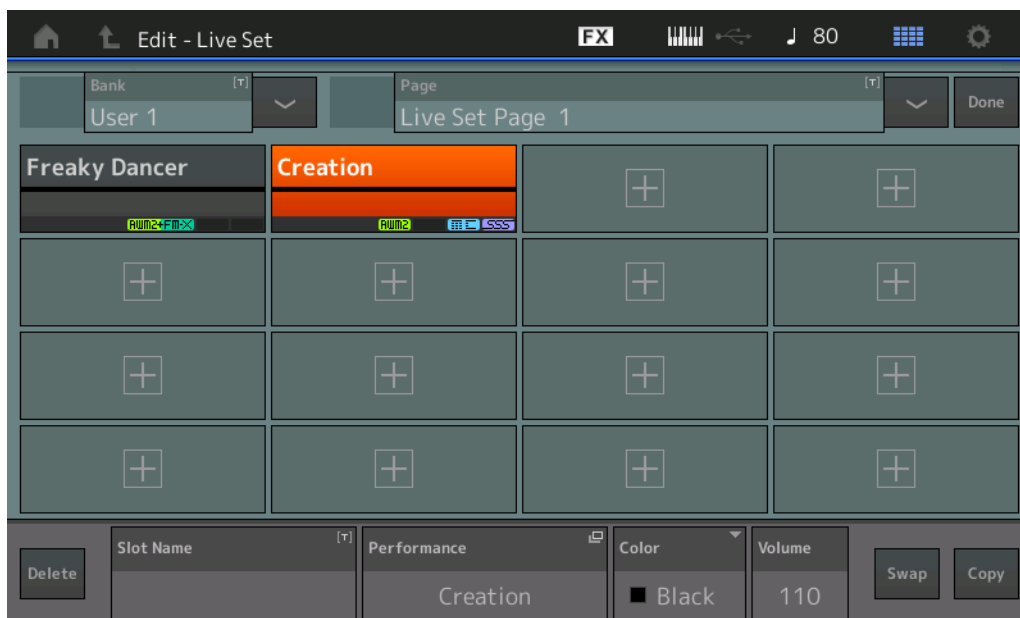 Edit - Live Set
FX
80
Bank [T]
User 1
Page [T]
Live Set Page 1
Done
Freaky Dancer
AWM2+FM-X
Creation
AWM2 SSS
Delete
Slot Name [T]
Performance
Creation
Color
Black
Volume
110
Swap
Copy